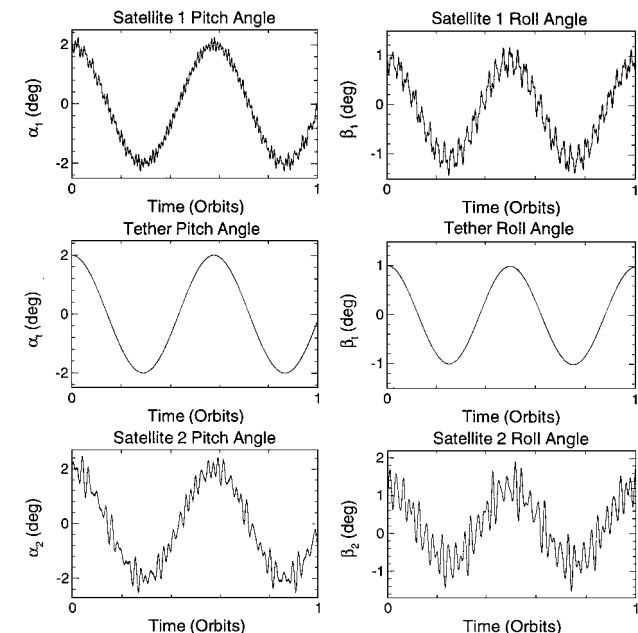 Satellite 1 Pitch Angle
2
0
-2
α1 (deg)
0
1
Time (Orbits)
Satellite 1 Roll Angle
1
0
-1
β1 (deg)
0
1
Time (Orbits)
Tether Pitch Angle
2
0
-2
αt (deg)
0
1
Time (Orbits)
Tether Roll Angle
1
0
-1
βt (deg)
0
1
Time (Orbits)
Satellite 2 Pitch Angle
2
0
-2
α2 (deg)
0
1
Time (Orbits)
Satellite 2 Roll Angle
2
1
0
-1
β2 (deg)
0
1
Time (Orbits)